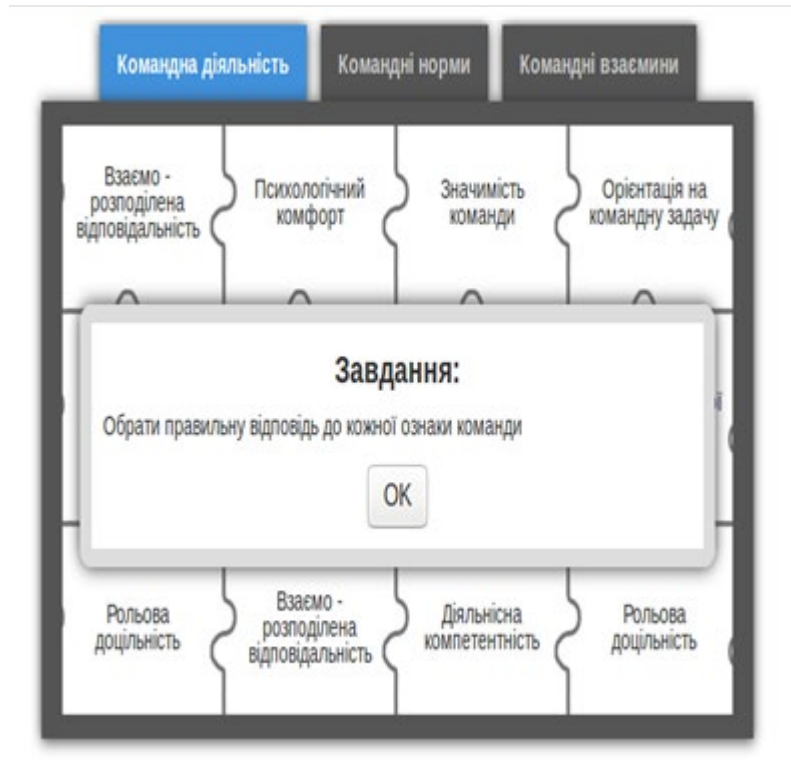 Командна діяльність Командні норми Командні взаємини
Взаємо -
розподілена
відповідальність
Психологічний
комфорт
Значимість
команди
Орієнтація на
командну задачу
Завдання:
Обрати правильну відповідь до кожної ознаки команди
OK
Рольова
доцільність
Взаємо -
розподілена
відповідальність
Діяльнісна
компетентність
Рольова
доцільність